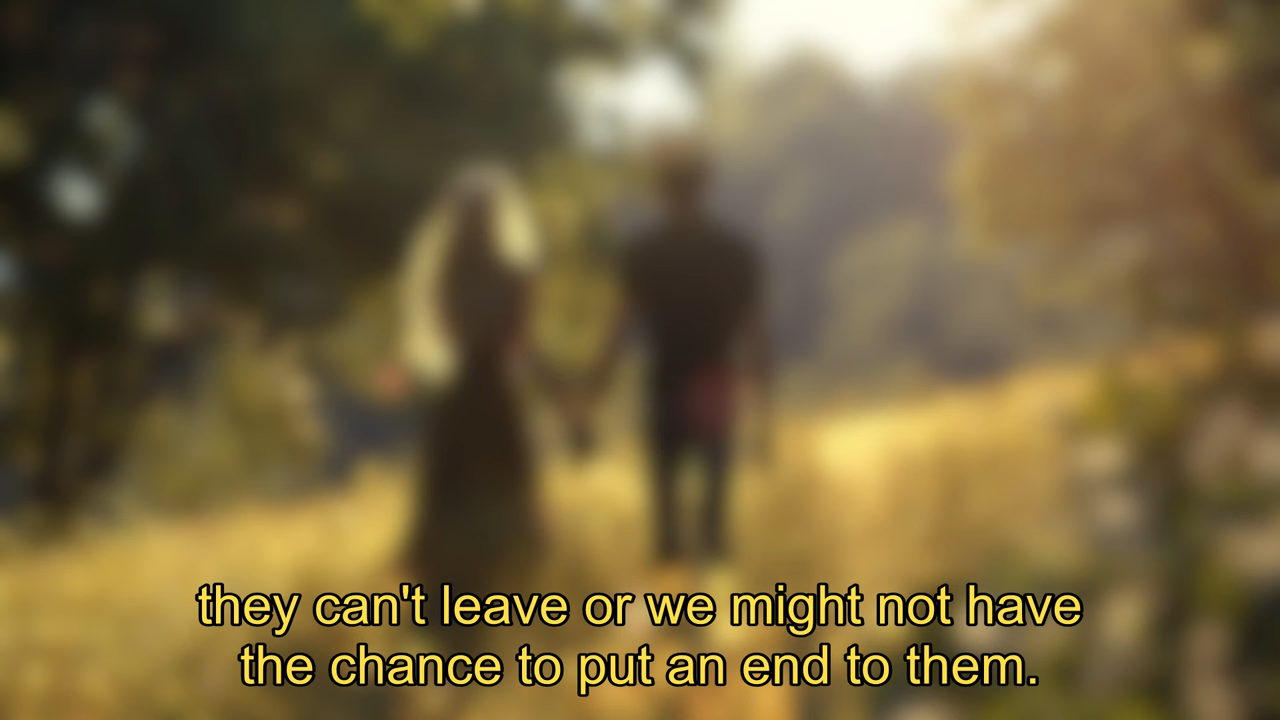 they can't leave or we might not have
the chance to put an end to them.